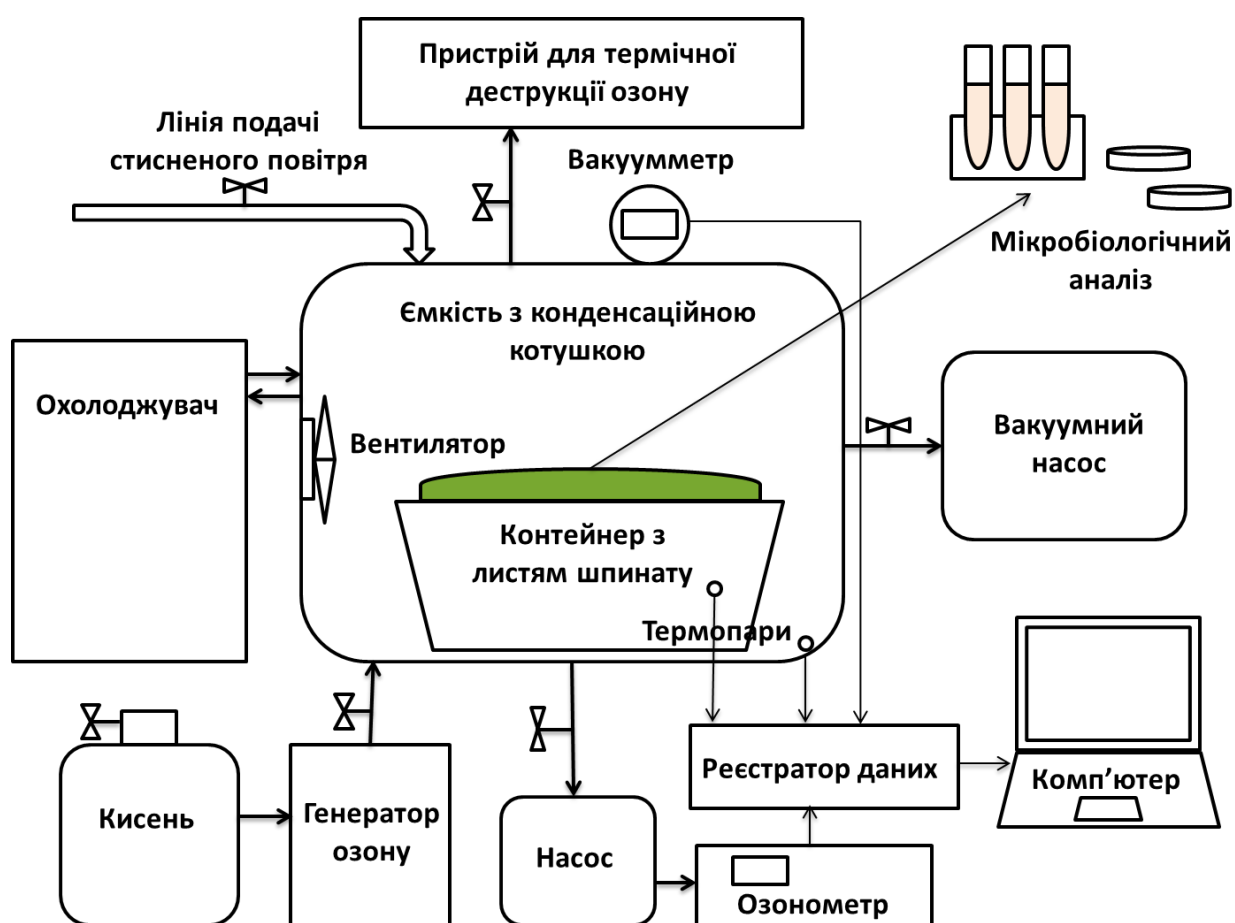 Пристрій для термічної
деструкції озону
Лінія подачі
стисненого повітря
Вакуумметр
Мікробіологічний
аналіз
Ємкість з конденсаційною
котушкою
Охолоджувач
Вентилятор
Вакуумний
насос
Контейнер з
листям шпинату
Термопари
Кисень
Генератор
озону
Насос
Реєстратор даних
Комп’ютер
Озонометр